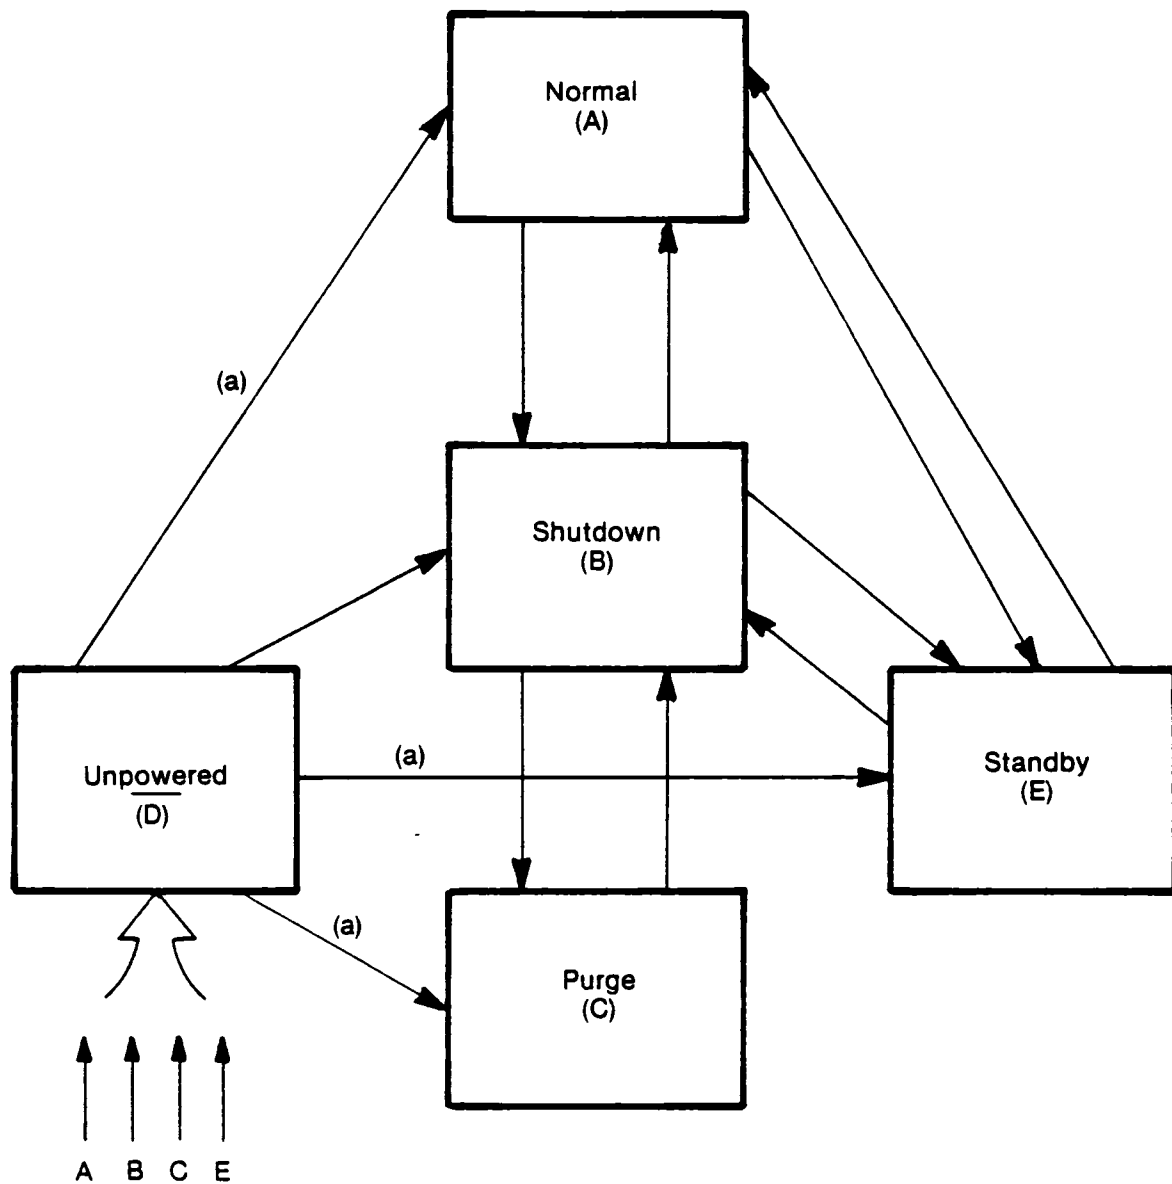 Normal
(A)
(a)
Shutdown
(B)
Unpowered
(D)
(a)
Standby
(E)
(a)
Purge
(C)
A B C E